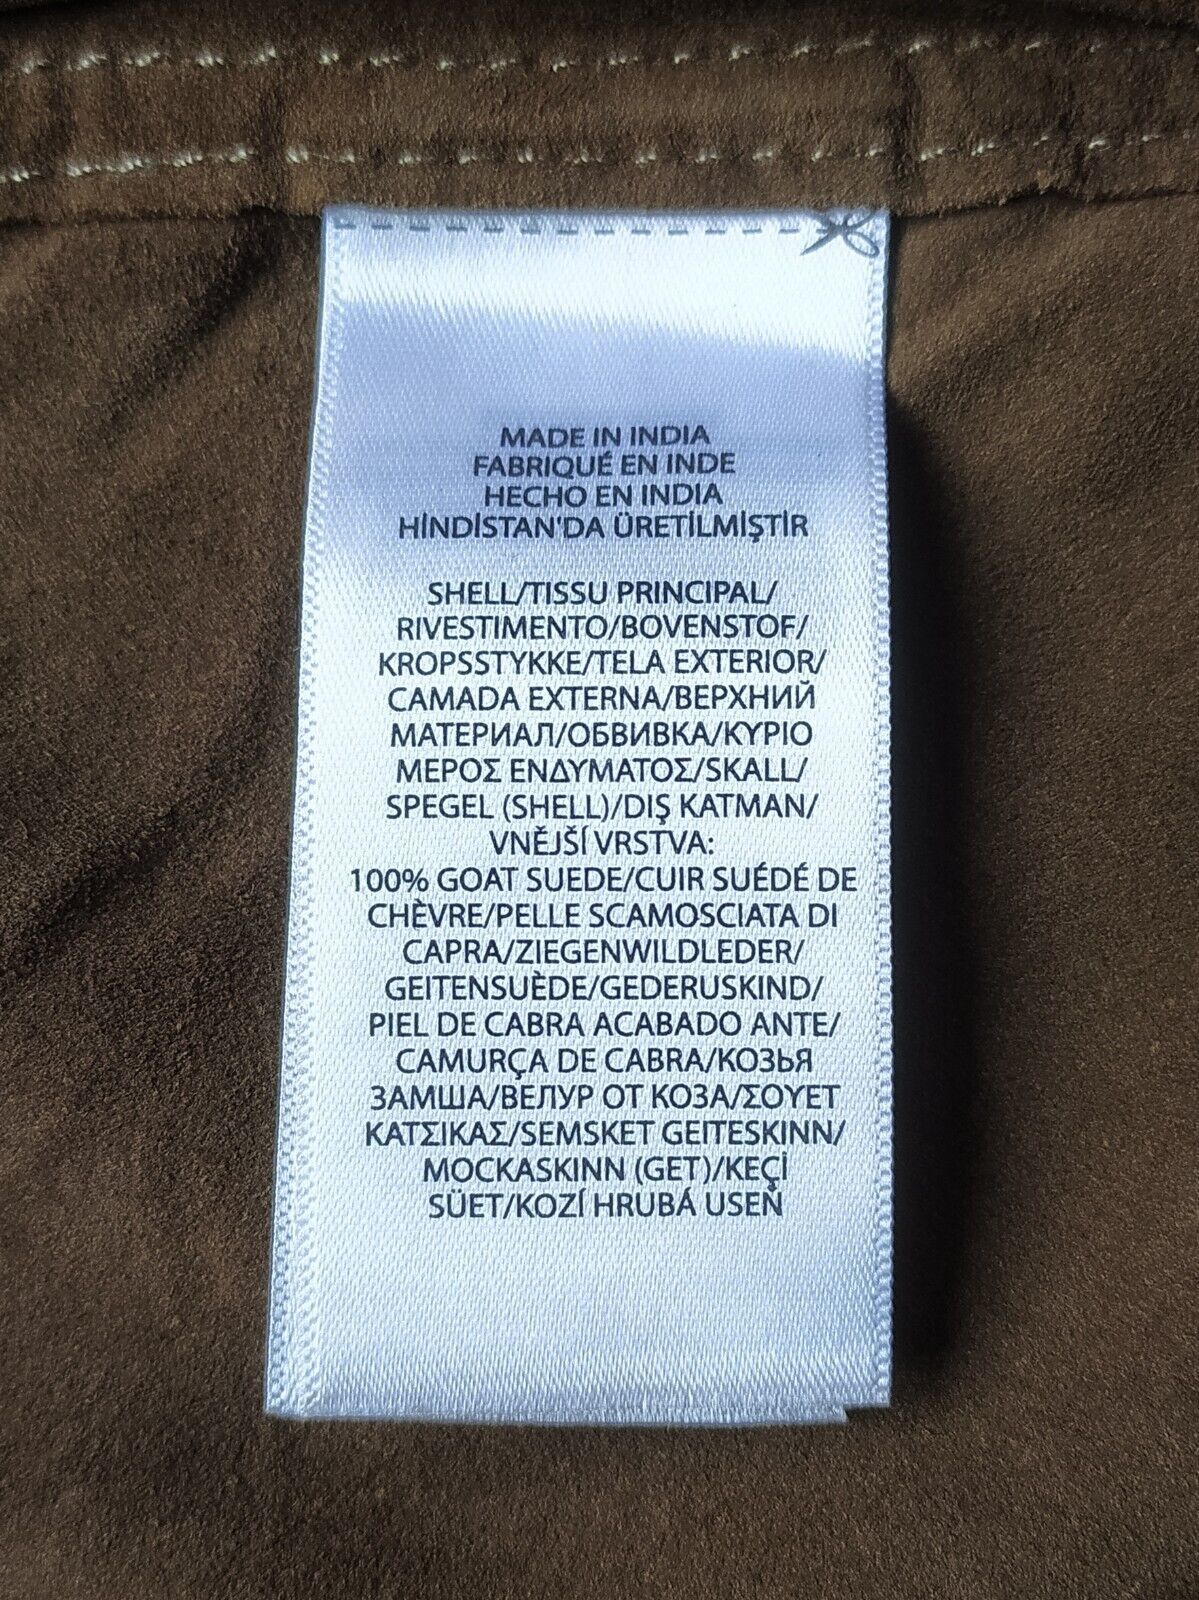 MADE IN INDIA
FABRIQUÉ EN INDE
HECHO EN INDIA
HİNDİSTAN'DA ÜRETİLMİŞTİR
SHELL/TISSU PRINCIPAL/
RIVESTIMENTO/BOVENSTOF/
KROPSSTYKKE/TELA EXTERIOR/
CAMADA EXTERNA/ВЕРХНИЙ
МАТЕРИАЛ/ОБВИВКА/ΚΥΡΙΟ
ΜΕΡΟΣ ΕΝΔΥΜΑΤΟΣ/SKALL/
SPEGEL (SHELL)/DIŞ KATMAN/
VNĚJŠÍ VRSTVA:
100% GOAT SUEDE/CUIR SUÉDÉ DE
CHÈVRE/PELLE SCAMOSCIATA DI
CAPRA/ZIEGENWILDLEDER/
GEITENSUÈDE/GEDERUSKIND/
PIEL DE CABRA ACABADO ANTE/
CAMURÇA DE CABRA/КОЗЬЯ
ЗАМША/ВЕЛУР ОТ КОЗА/ΣΟΥΕΤ
ΚΑΤΣΙΚΑΣ/SEMSKET GEITESKINN/
MOCKASKINN (GET)/KEÇİ
SÜET/KOZÍ HRUBÁ USEŇ